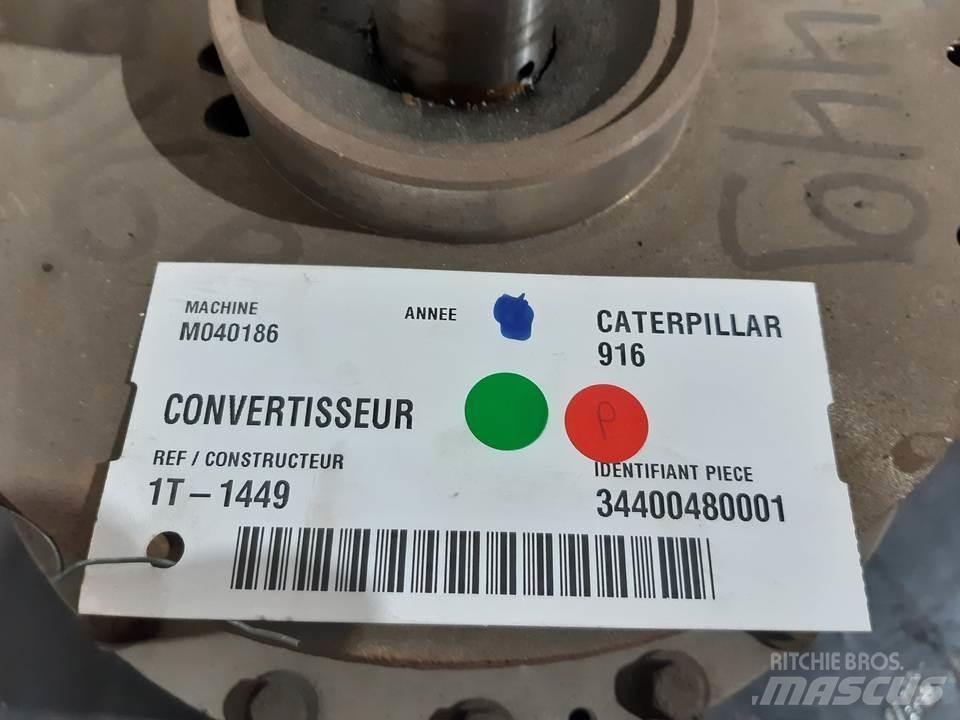 MACHINE
M040186
ANNEE
CATERPILLAR
916
CONVERTISSEUR
P
REF / CONSTRUCTEUR
1T-1449
IDENTIFIANT PIECE
34400480001
RITCHIE BROS.
MASCUS